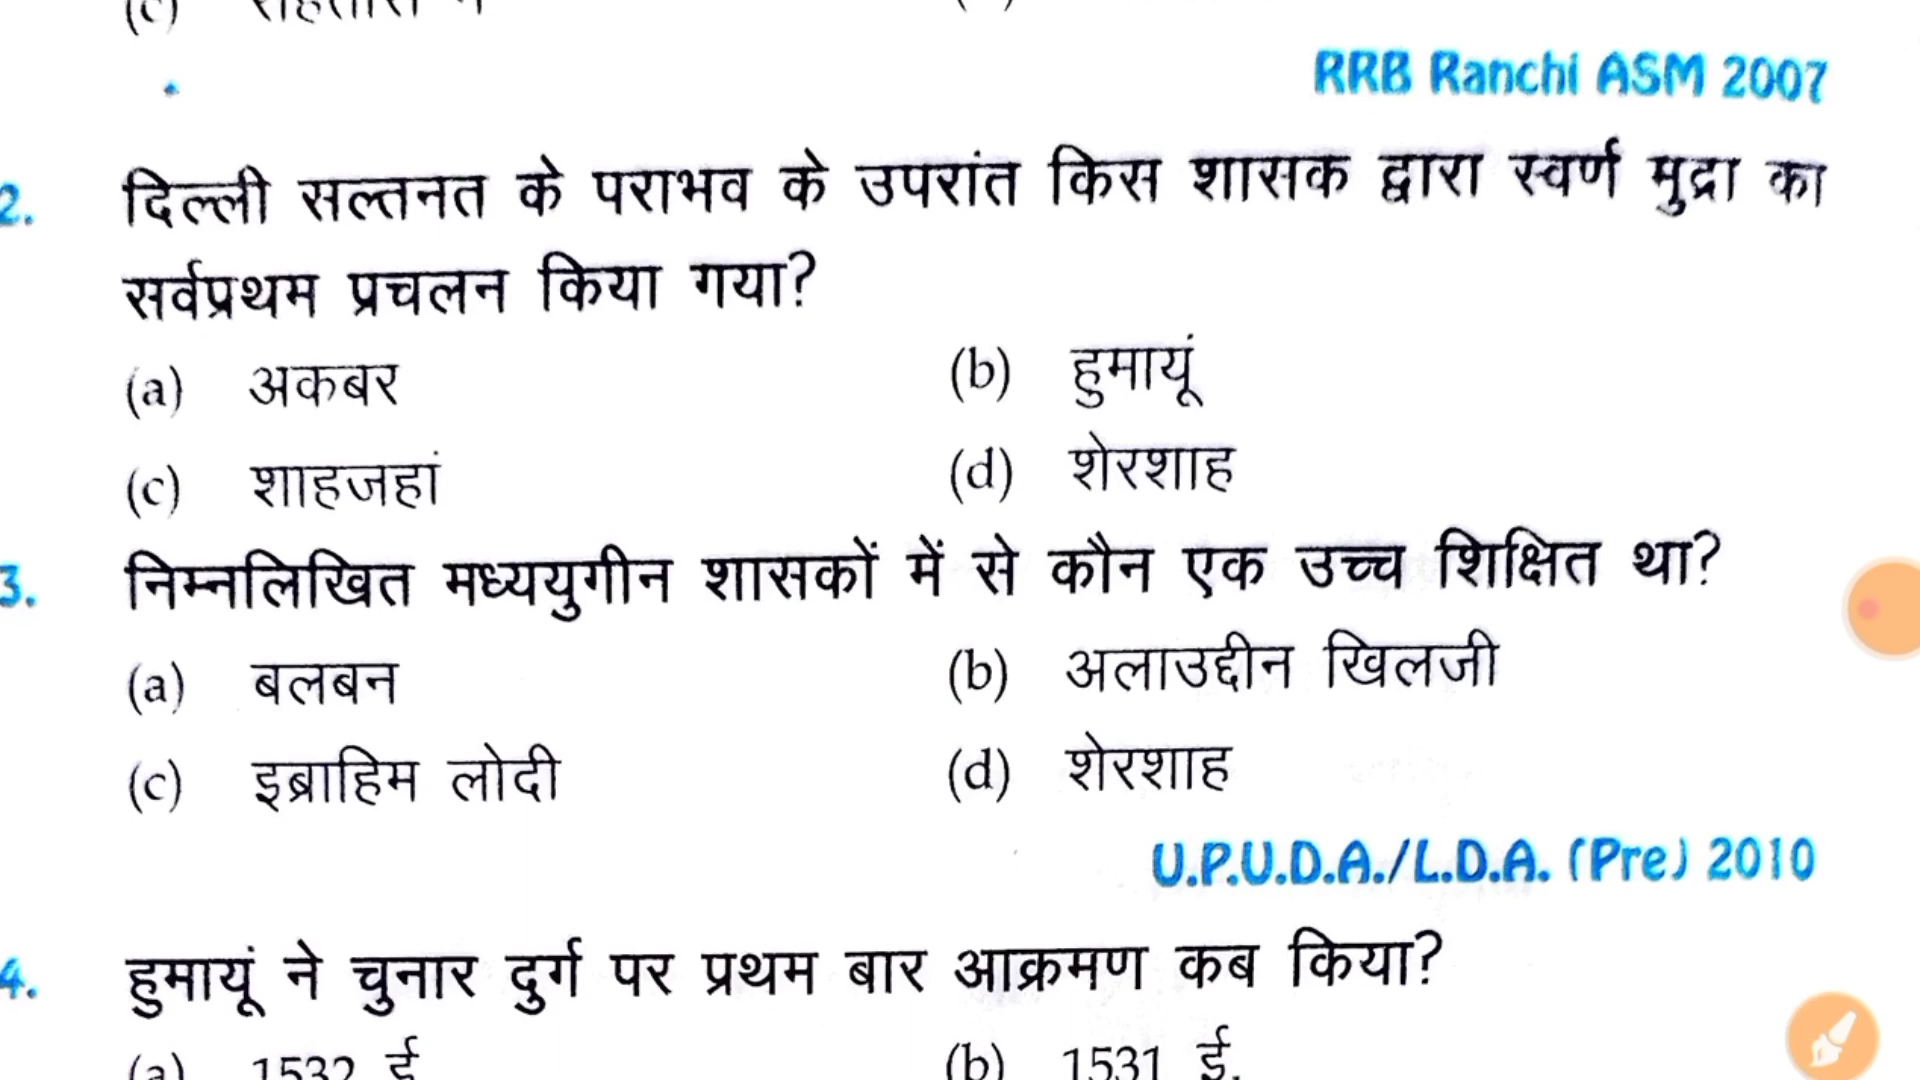 (c)
RRB Ranchi ASM 2007
2. दिल्ली सल्तनत के पराभव के उपरांत किस शासक द्वारा स्वर्ण मुद्रा का
सर्वप्रथम प्रचलन किया गया?
(a) अकबर (b) हुमायूं
(c) शाहजहां (d) शेरशाह
3. निम्नलिखित मध्ययुगीन शासकों में से कौन एक उच्च शिक्षित था?
(a) बलबन (b) अलाउद्दीन खिलजी
(c) इब्राहिम लोदी (d) शेरशाह
U.P.U.D.A./L.D.A. (Pre) 2010
4. हुमायूं ने चुनार दुर्ग पर प्रथम बार आक्रमण कब किया?
(a) 1532 ई (b) 1531 ई.